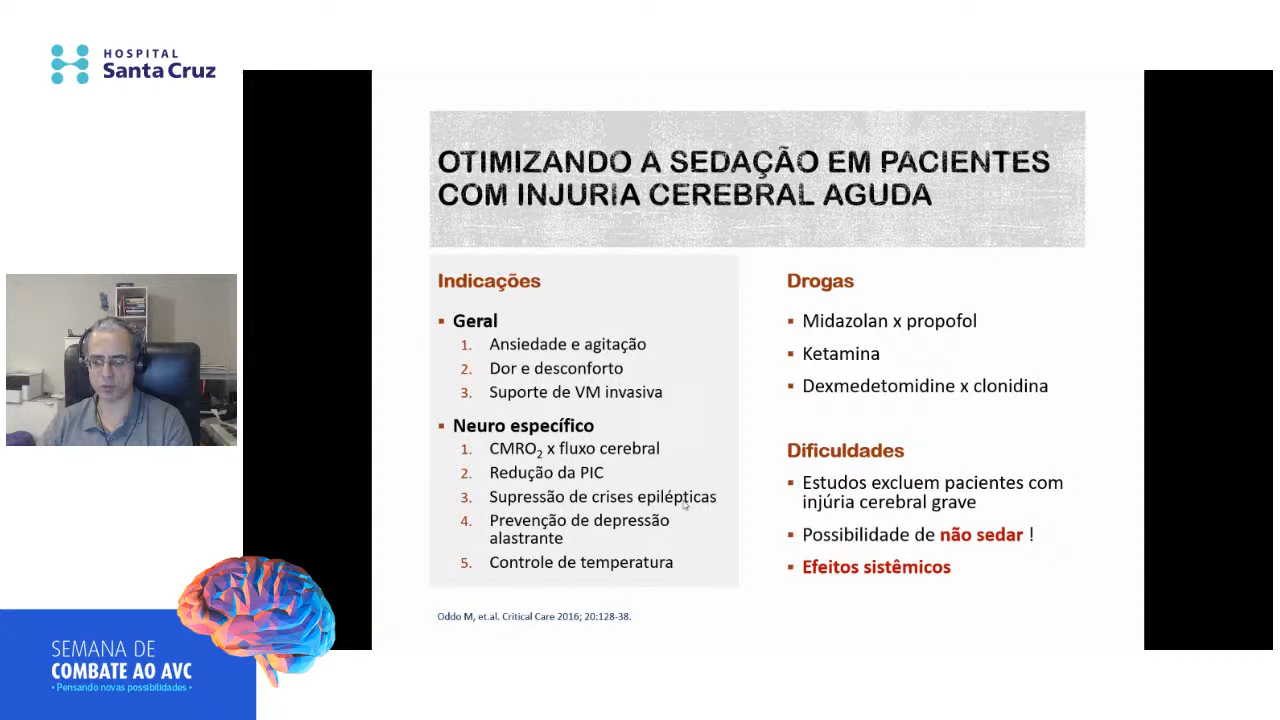 HOSPITAL
Santa Cruz
OTIMIZANDO A SEDAÇÃO EM PACIENTES
COM INJURIA CEREBRAL AGUDA
Indicações
▪ Geral
1. Ansiedade e agitação
2. Dor e desconforto
3. Suporte de VM invasiva
▪ Neuro específico
1. CMRO2 x fluxo cerebral
2. Redução da PIC
3. Supressão de crises epilépticas
4. Prevenção de depressão
alastrante
5. Controle de temperatura
Drogas
▪ Midazolan x propofol
▪ Ketamina
▪ Dexmedetomidine x clonidina
Dificuldades
▪ Estudos excluem pacientes com
injúria cerebral grave
▪ Possibilidade de não sedar !
▪ Efeitos sistêmicos
Oddo M, et.al. Critical Care 2016; 20:128-38.
SEMANA DE
COMBATE AO AVC
• Pensando novas possibilidades •